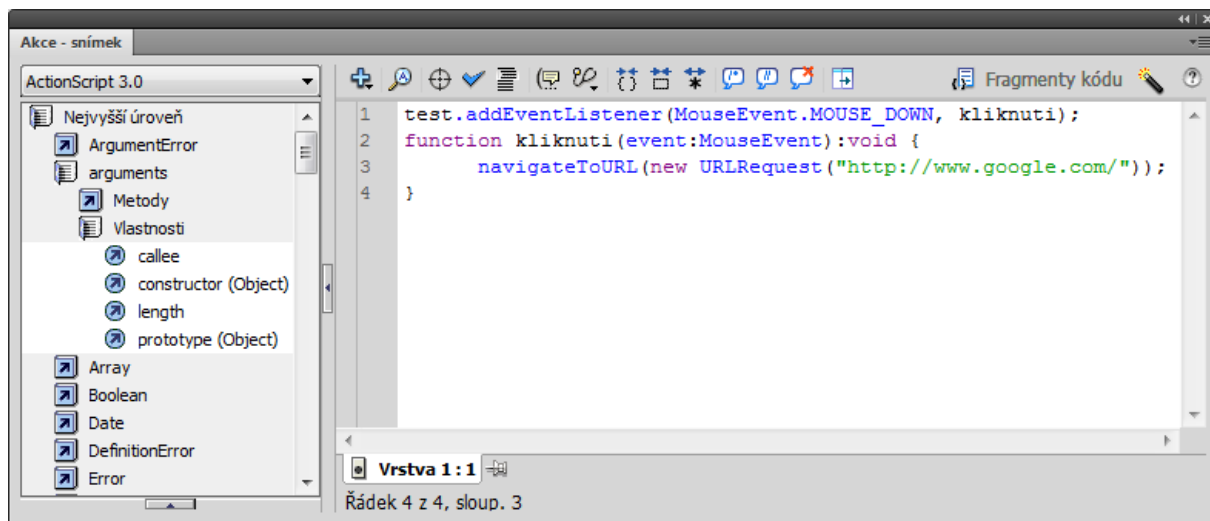 Akce - snímek
ActionScript 3.0
Nejvyšší úroveň
ArgumentError
arguments
Metody
Vlastnosti
callee
constructor (Object)
length
prototype (Object)
Array
Boolean
Date
DefinitionError
Error
Fragmenty kódu
1 test.addEventListener(MouseEvent.MOUSE_DOWN, kliknuti);
2 function kliknuti(event:MouseEvent):void {
3 navigateToURL(new URLRequest("http://www.google.com/"));
4 }
Vrstva 1 : 1
Řádek 4 z 4, sloup. 3